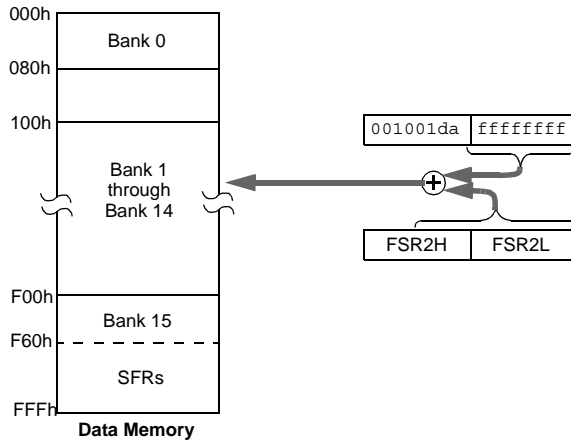 000h
Bank 0
080h
100h
001001da ffffffff
Bank 1
through
Bank 14
FSR2H FSR2L
F00h
Bank 15
F60h
SFRs
FFFh
Data Memory